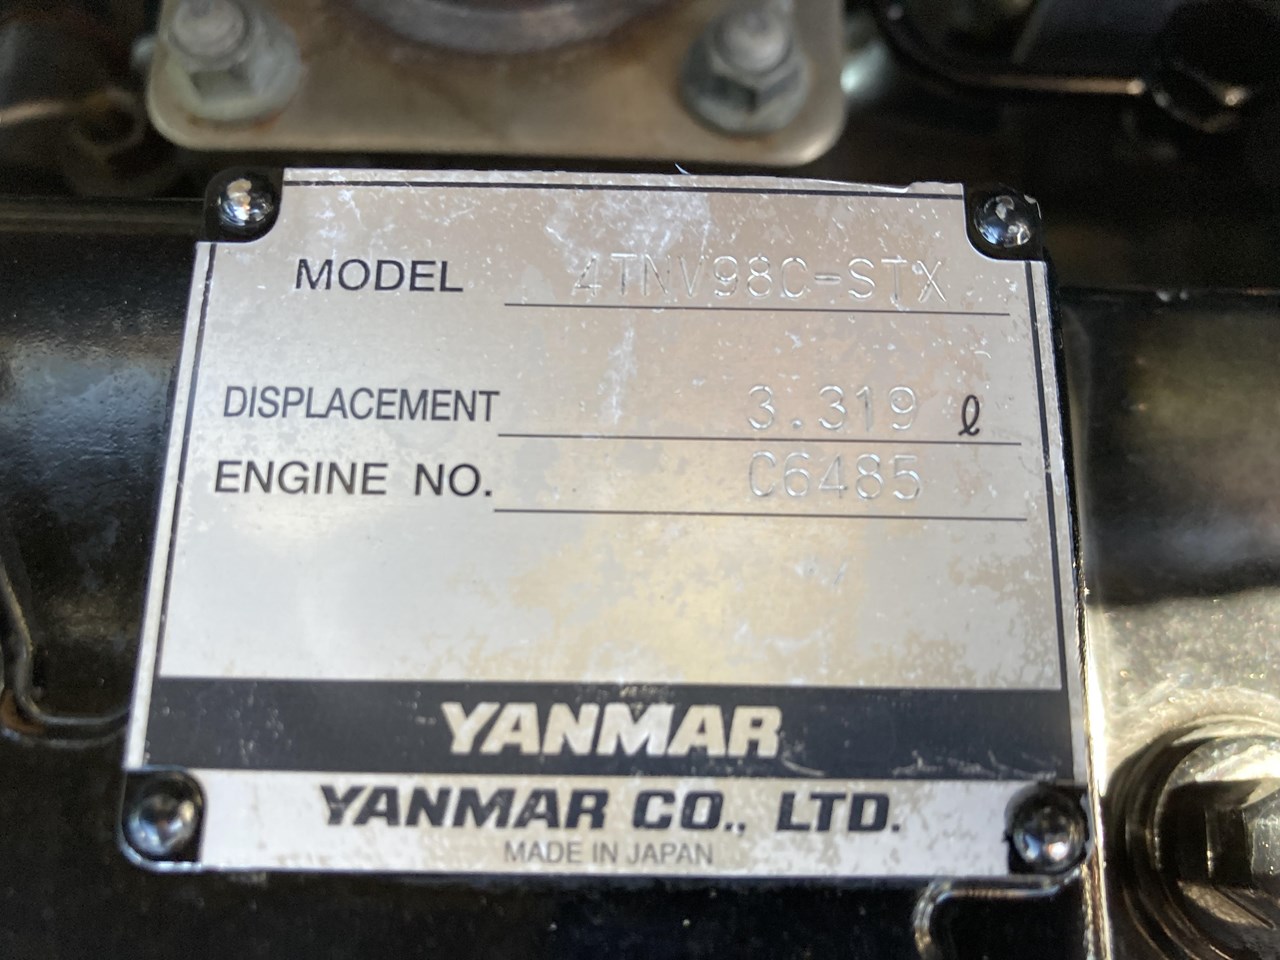 MODEL 4TNV98C-STX
DISPLACEMENT 3.319 ℓ
ENGINE NO. C6485
YANMAR
YANMAR CO., LTD.
MADE IN JAPAN